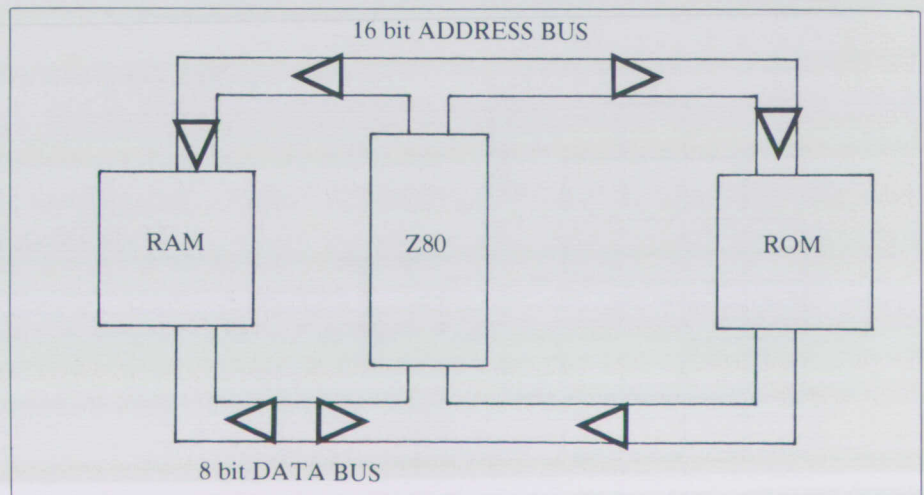 16 bit ADDRESS BUS
RAM
Z80
ROM
8 bit DATA BUS